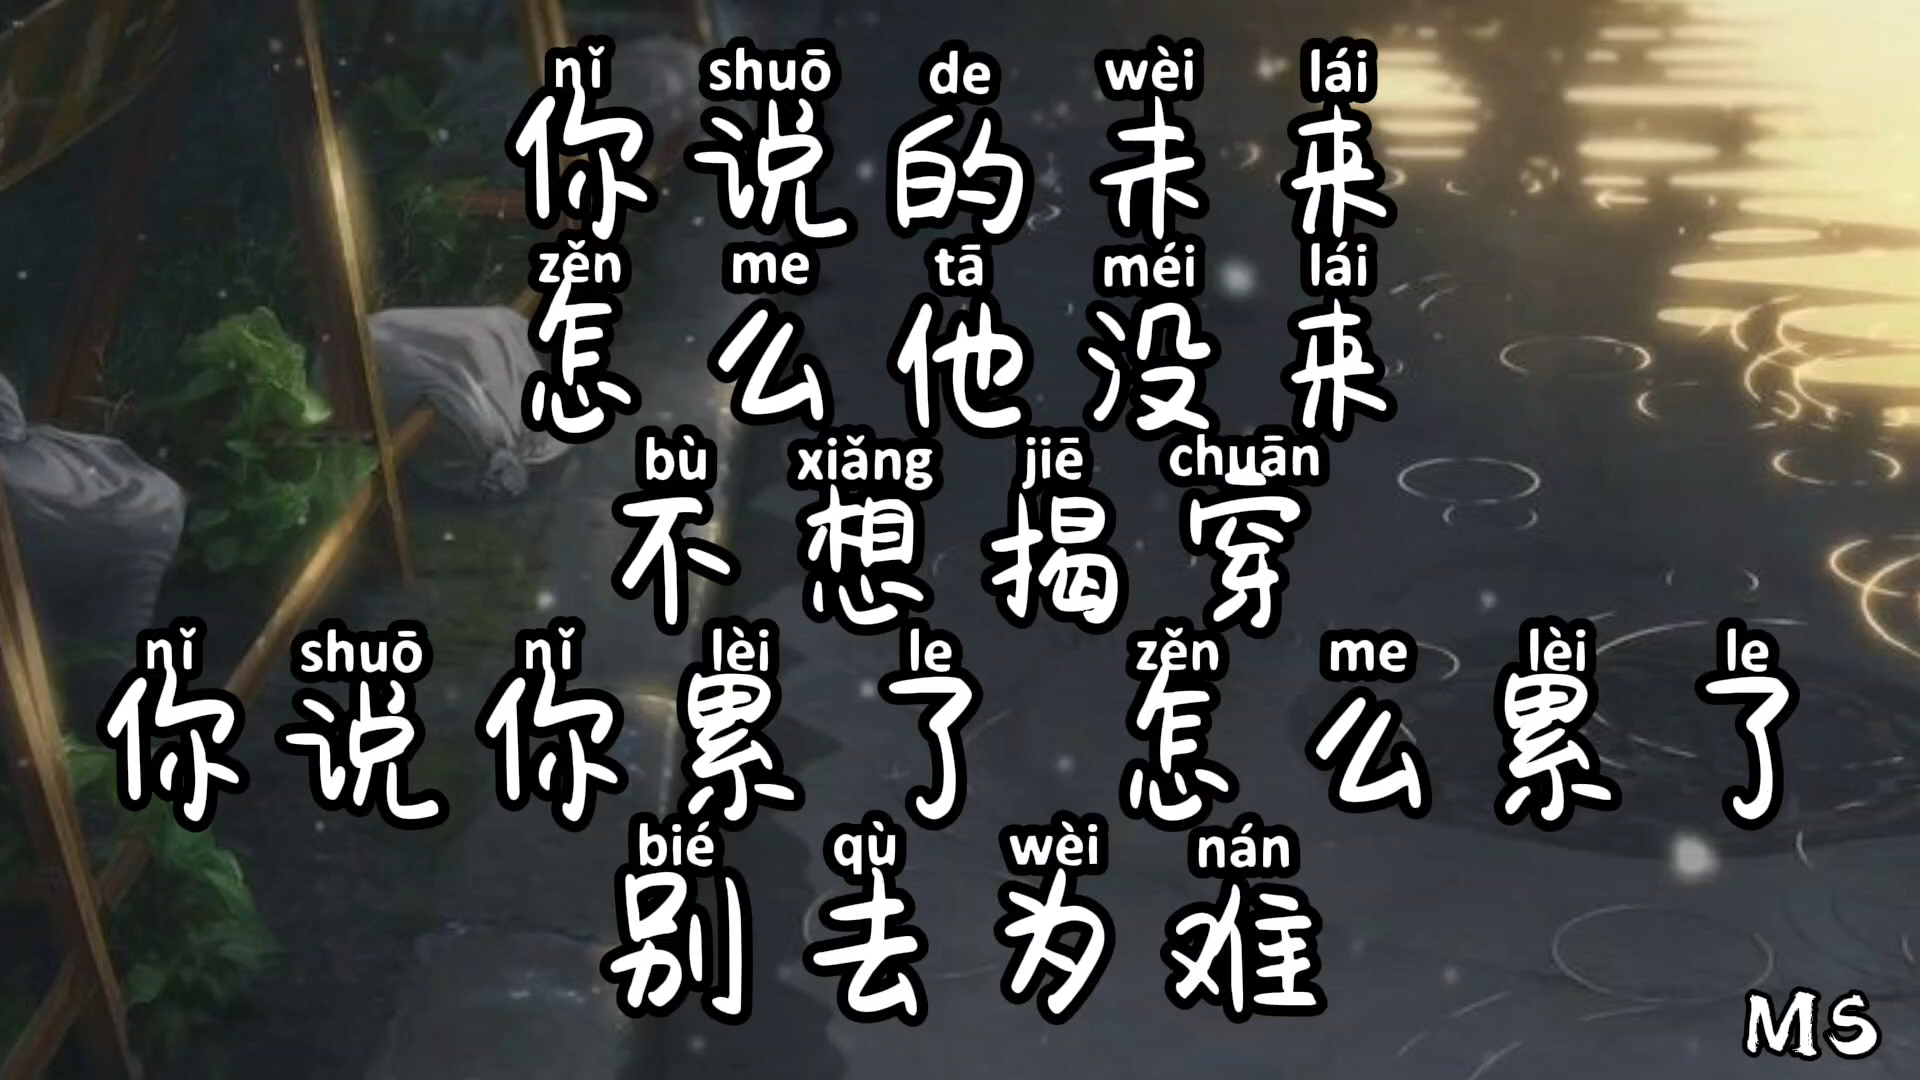 nǐ shuō de wèi lái
你说的未来
zěn me tā méi lái
怎么他没来
bù xiǎng jiē chuān
不想揭穿
nǐ shuō nǐ lèi le zěn me lèi le
你说你累了 怎么累了
bié qù wèi nán
别去为难
MS